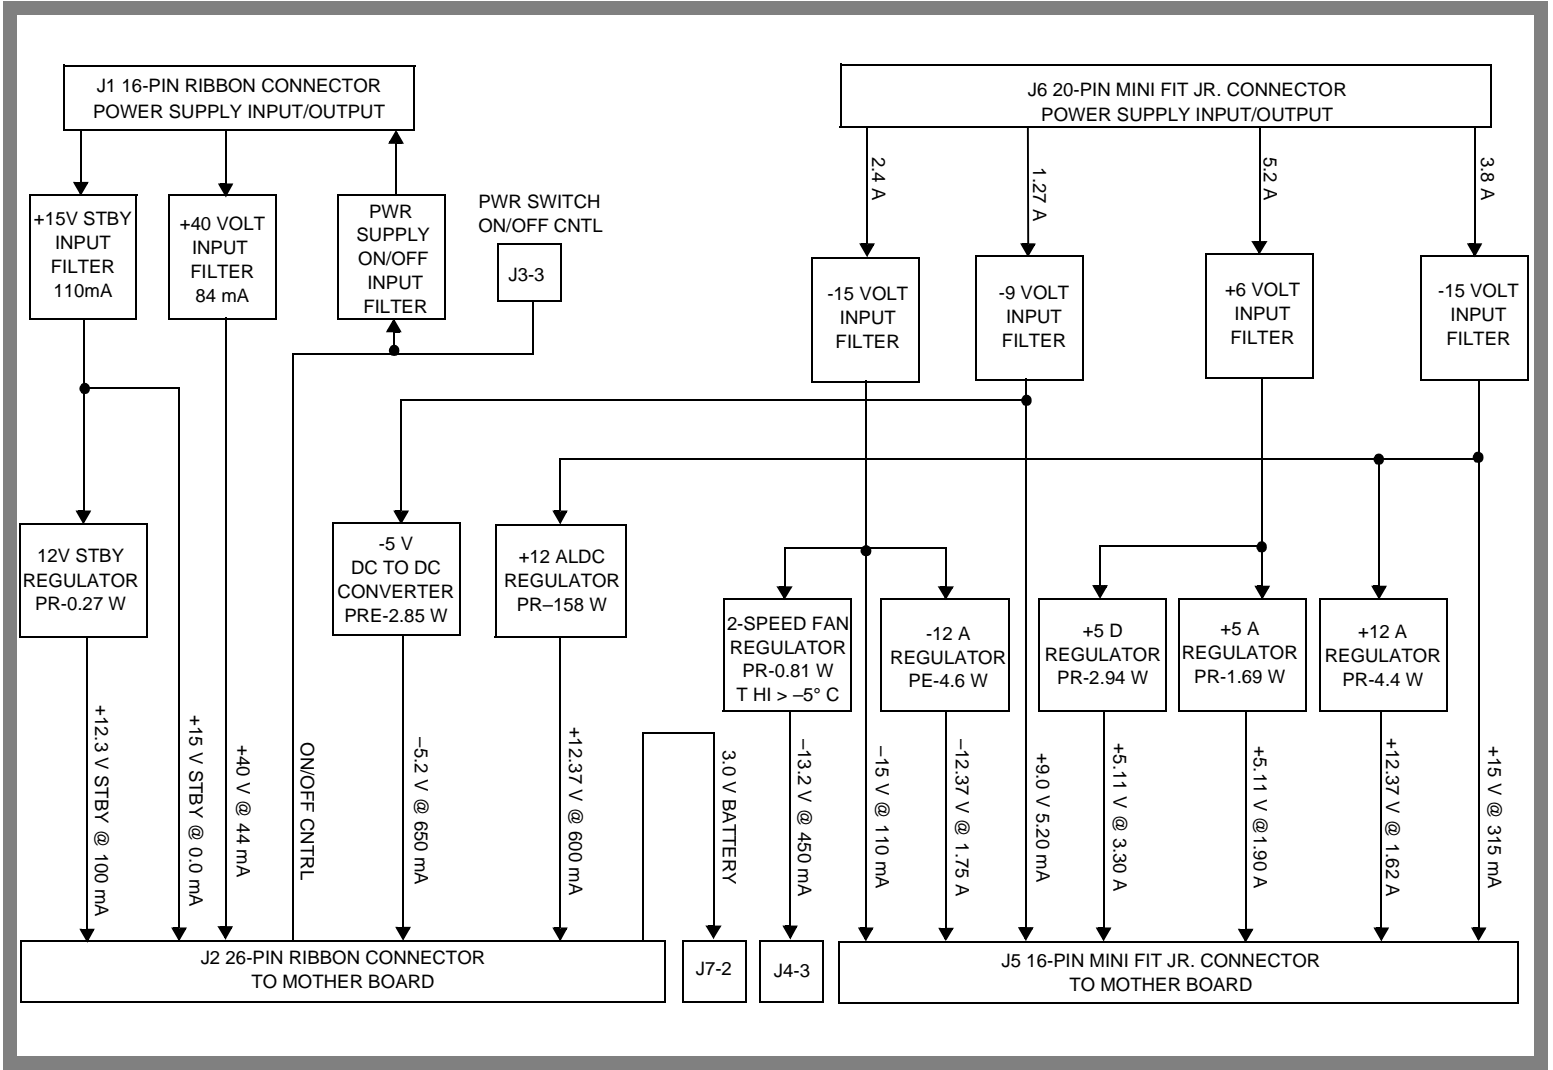 J1 16-PIN RIBBON CONNECTOR
POWER SUPPLY INPUT/OUTPUT
J6 20-PIN MINI FIT JR. CONNECTOR
POWER SUPPLY INPUT/OUTPUT
2.4 A
1.27 A
5.2 A
3.8 A
+15V STBY
INPUT
FILTER
110mA
+40 VOLT
INPUT
FILTER
84 mA
PWR
SUPPLY
ON/OFF
INPUT
FILTER
PWR SWITCH
ON/OFF CNTL
J3-3
-15 VOLT
INPUT
FILTER
-9 VOLT
INPUT
FILTER
+6 VOLT
INPUT
FILTER
-15 VOLT
INPUT
FILTER
12V STBY
REGULATOR
PR-0.27 W
-5 V
DC TO DC
CONVERTER
PRE-2.85 W
+12 ALDC
REGULATOR
PR–158 W
2-SPEED FAN
REGULATOR
PR-0.81 W
T HI > –5° C
-12 A
REGULATOR
PE-4.6 W
+5 D
REGULATOR
PR-2.94 W
+5 A
REGULATOR
PR-1.69 W
+12 A
REGULATOR
PR-4.4 W
+12.3 V STBY @ 100 mA
+15 V STBY @ 0.0 mA
+40 V @ 44 mA
ON/OFF CNTRL
–5.2 V @ 650 mA
+12.37 V @ 600 mA
3.0 V BATTERY
–13.2 V @ 450 mA
–15 V @ 110 mA
–12.37 V @ 1.75 A
+9.0 V 5.20 mA
+5.11 V @ 3.30 A
+5.11 V @1.90 A
+12.37 V @ 1.62 A
+15 V @ 315 mA
J2 26-PIN RIBBON CONNECTOR
TO MOTHER BOARD
J7-2
J4-3
J5 16-PIN MINI FIT JR. CONNECTOR
TO MOTHER BOARD